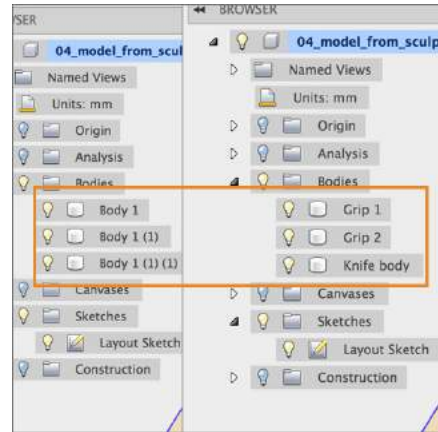 SER
04_model_from_scul
Named Views
Units: mm
Origin
Analysis
Bodies
Body 1
Body 1 (1)
Body 1 (1) (1)
Canvases
Sketches
Layout Sketch
Construction
BROWSER
04_model_from_sculp
Named Views
Units: mm
Origin
Analysis
Bodies
Grip 1
Grip 2
Knife body
Canvases
Sketches
Layout Sketch
Construction